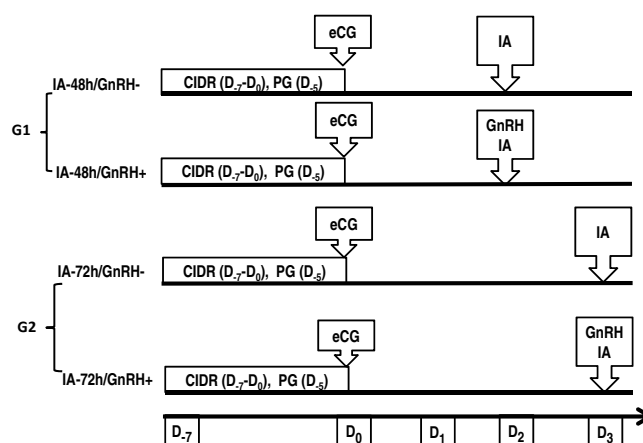 eCG
IA
IA-48h/GnRH-
CIDR (D-7-D0), PG (D-5)
G1
eCG
GnRH
IA
IA-48h/GnRH+
CIDR (D-7-D0), PG (D-5)
eCG
IA
IA-72h/GnRH-
CIDR (D-7-D0), PG (D-5)
G2
eCG
GnRH
IA
IA-72h/GnRH+
CIDR (D-7-D0), PG (D-5)
D-7 D0 D1 D2 D3